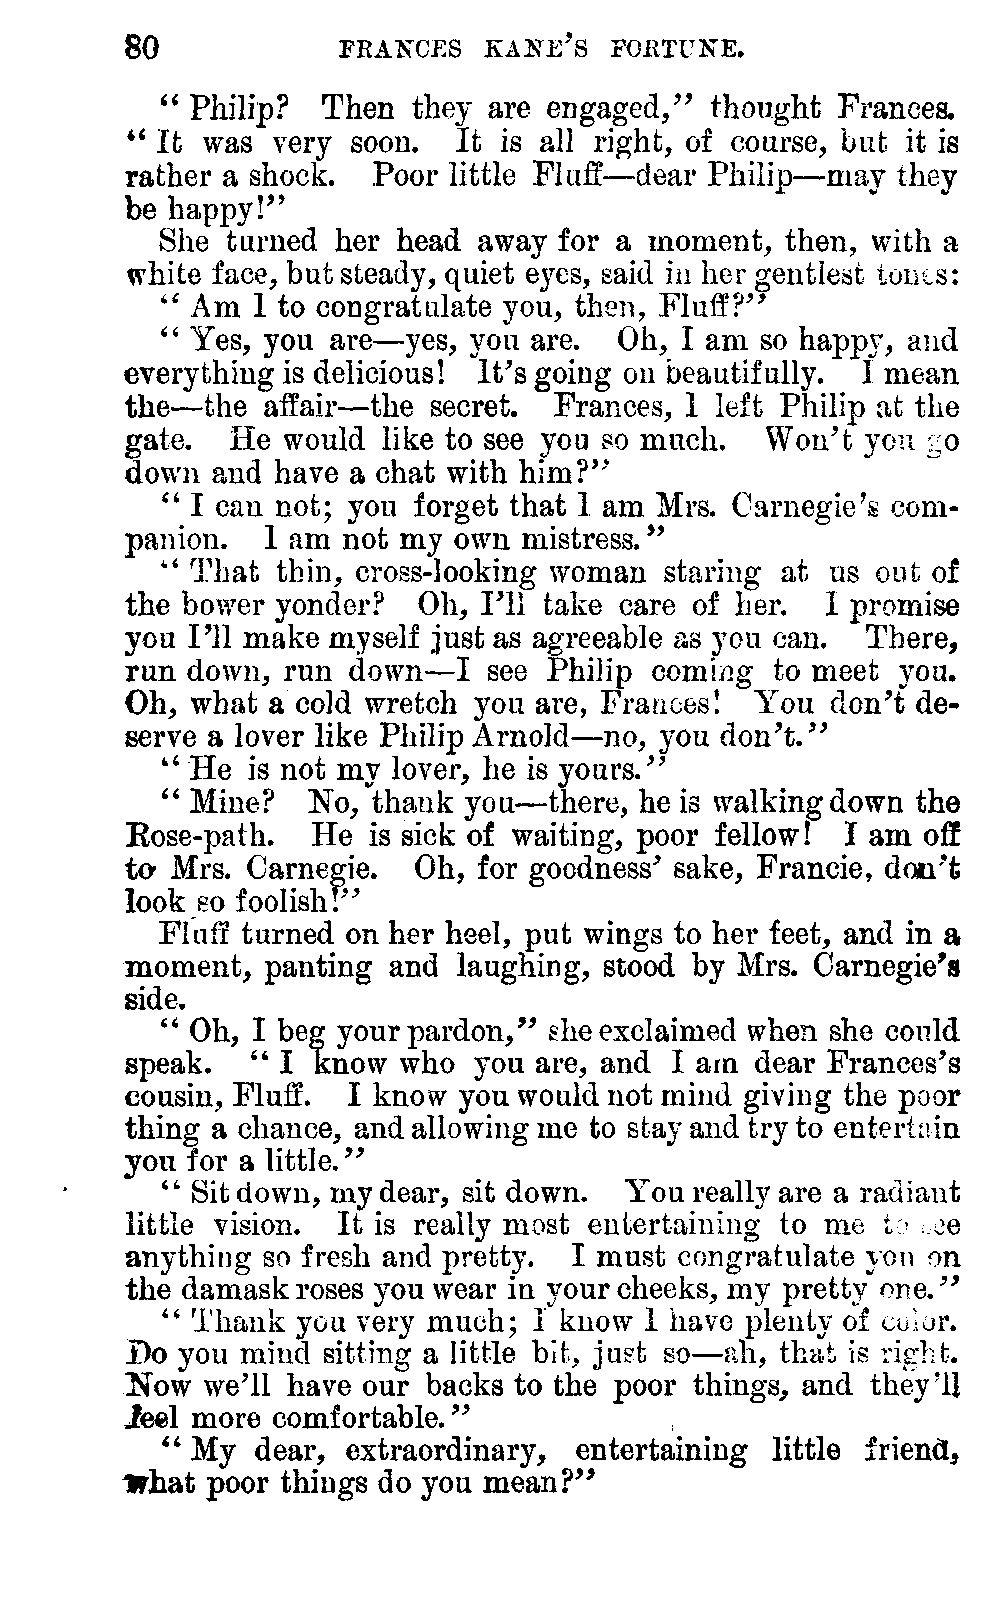 80 FRANCES KANE'S FORTUNE.
"Philip? Then they are engaged," thought Frances.
"It was very soon. It is all right, of course, but it is
rather a shock. Poor little Fluff—dear Philip—may they
be happy!"
She turned her head away for a moment, then, with a
white face, but steady, quiet eyes, said in her gentlest tones:
"Am I to congratulate you, then, Fluff?"
"Yes, you are—yes, you are. Oh, I am so happy, and
everything is delicious! It's going on beautifully. I mean
the—the affair—the secret. Frances, I left Philip at the
gate. He would like to see you so much. Won't you go
down and have a chat with him?"
"I can not; you forget that I am Mrs. Carnegie's com-
panion. I am not my own mistress."
"That thin, cross-looking woman staring at us out of
the bower yonder? Oh, I'll take care of her. I promise
you I'll make myself just as agreeable as you can. There,
run down, run down—I see Philip coming to meet you.
Oh, what a cold wretch you are, Frances! You don't de-
serve a lover like Philip Arnold—no, you don't."
"He is not my lover, he is yours."
"Mine? No, thank you—there, he is walking down the
Rose-path. He is sick of waiting, poor fellow! I am off
to Mrs. Carnegie. Oh, for goodness' sake, Francie, don't
look so foolish!"
Fluff turned on her heel, put wings to her feet, and in a
moment, panting and laughing, stood by Mrs. Carnegie's
side.
"Oh, I beg your pardon," she exclaimed when she could
speak. "I know who you are, and I am dear Frances's
cousin, Fluff. I know you would not mind giving the poor
thing a chance, and allowing me to stay and try to entertain
you for a little."
"Sit down, my dear, sit down. You really are a radiant
little vision. It is really most entertaining to me to see
anything so fresh and pretty. I must congratulate you on
the damask roses you wear in your cheeks, my pretty one."
"Thank you very much; I know I have plenty of color.
Do you mind sitting a little bit, just so—ah, that is right.
Now we'll have our backs to the poor things, and they'll
feel more comfortable."
"My dear, extraordinary, entertaining little friend,
what poor things do you mean?"